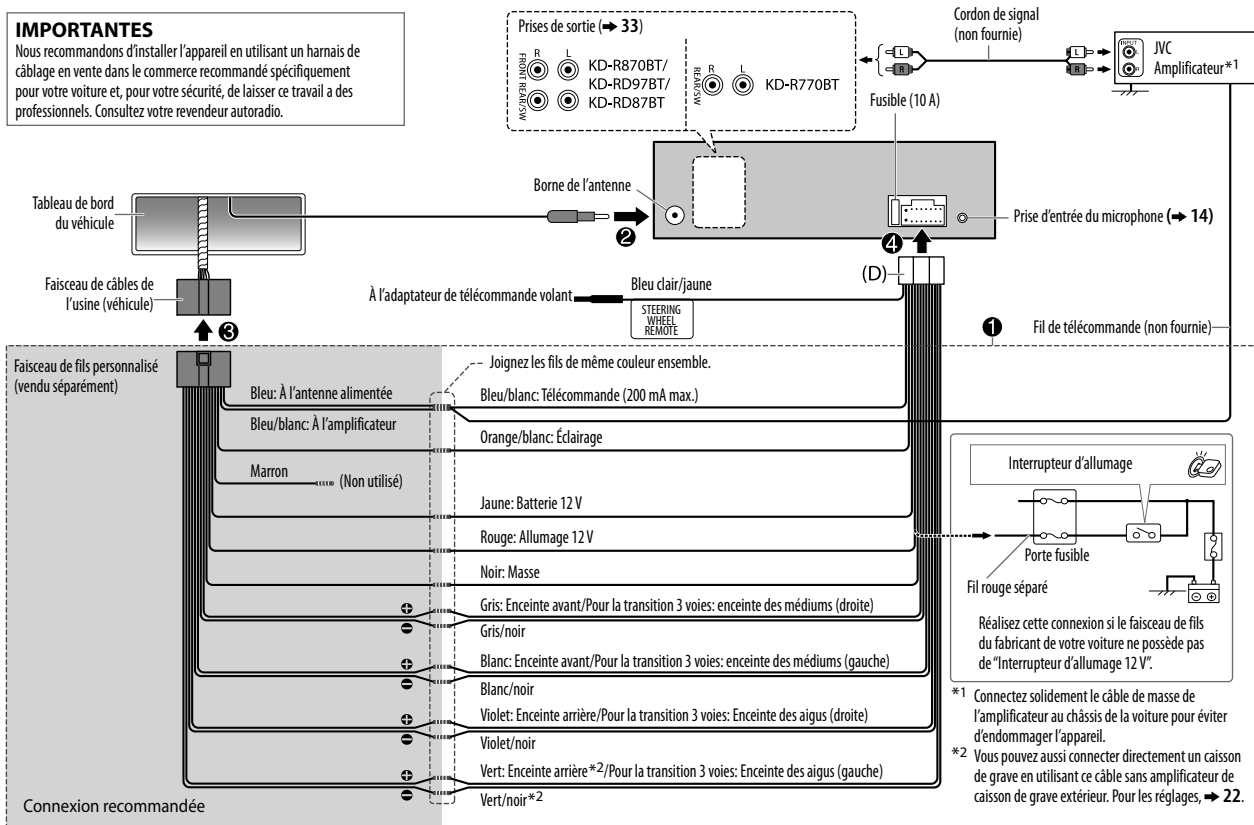 IMPORTANTES
Nous recommandons d'installer l'appareil en utilisant un harnais de
câblage en vente dans le commerce recommandé spécifiquement
pour votre voiture et, pour votre sécurité, de laisser ce travail a des
professionnels. Consultez votre revendeur autoradio.
Prises de sortie (➜ 33)
R L
FRONT
REAR/SW
KD-R870BT/
KD-RD97BT/
KD-RD87BT
R L
REAR/SW
KD-R770BT
Cordon de signal
(non fournie)
L
R
L
R
INPUT
L
R
JVC
Amplificateur*1
Fusible (10 A)
Borne de l'antenne
Tableau de bord
du véhicule
❷
❹
Prise d'entrée du microphone (➜ 14)
(D)
Faisceau de câbles de
l'usine (véhicule)
À l'adaptateur de télécommande volant
Bleu clair/jaune
STEERING
WHEEL
REMOTE
❸
❶
Fil de télécommande (non fournie)
Faisceau de fils personnalisé
(vendu séparément)
Joignez les fils de même couleur ensemble.
Bleu: À l'antenne alimentée
Bleu/blanc: Télécommande (200 mA max.)
Bleu/blanc: À l'amplificateur
Orange/blanc: Éclairage
Marron
(Non utilisé)
Jaune: Batterie 12 V
Rouge: Allumage 12 V
Noir: Masse
Gris: Enceinte avant/Pour la transition 3 voies: enceinte des médiums (droite)
Gris/noir
Blanc: Enceinte avant/Pour la transition 3 voies: enceinte des médiums (gauche)
Blanc/noir
Violet: Enceinte arrière/Pour la transition 3 voies: Enceinte des aigus (droite)
Violet/noir
Vert: Enceinte arrière*2/Pour la transition 3 voies: Enceinte des aigus (gauche)
Vert/noir*2
Connexion recommandée
Interrupteur d'allumage
Porte fusible
Fil rouge séparé
Réalisez cette connexion si le faisceau de fils
du fabricant de votre voiture ne possède pas
de "Interrupteur d'allumage 12 V".
*1 Connectez solidement le câble de masse de
l'amplificateur au châssis de la voiture pour éviter
d'endommager l'appareil.
*2 Vous pouvez aussi connecter directement un caisson
de grave en utilisant ce câble sans amplificateur de
caisson de grave extérieur. Pour les réglages, ➜ 22.